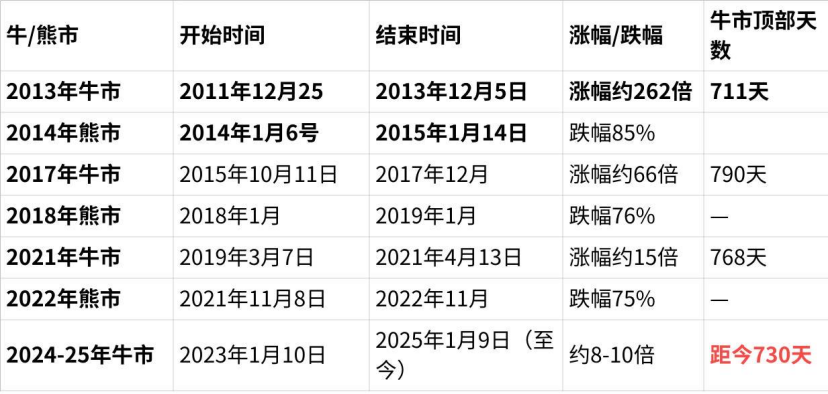 牛/熊市 开始时间 结束时间 涨幅/跌幅 牛市顶部天
数
2013年牛市 2011年12月25 2013年12月5日 涨幅约262倍 711天
2014年熊市 2014年1月6号 2015年1月14日 跌幅85%
2017年牛市 2015年10月11日 2017年12月 涨幅约66倍 790天
2018年熊市 2018年1月 2019年1月 跌幅76% —
2021年牛市 2019年3月7日 2021年4月13日 涨幅约15倍 768天
2022年熊市 2021年11月8日 2022年11月 跌幅75% —
2024-25年牛市 2023年1月10日 2025年1月9日（至
今） 约8-10倍 距今730天